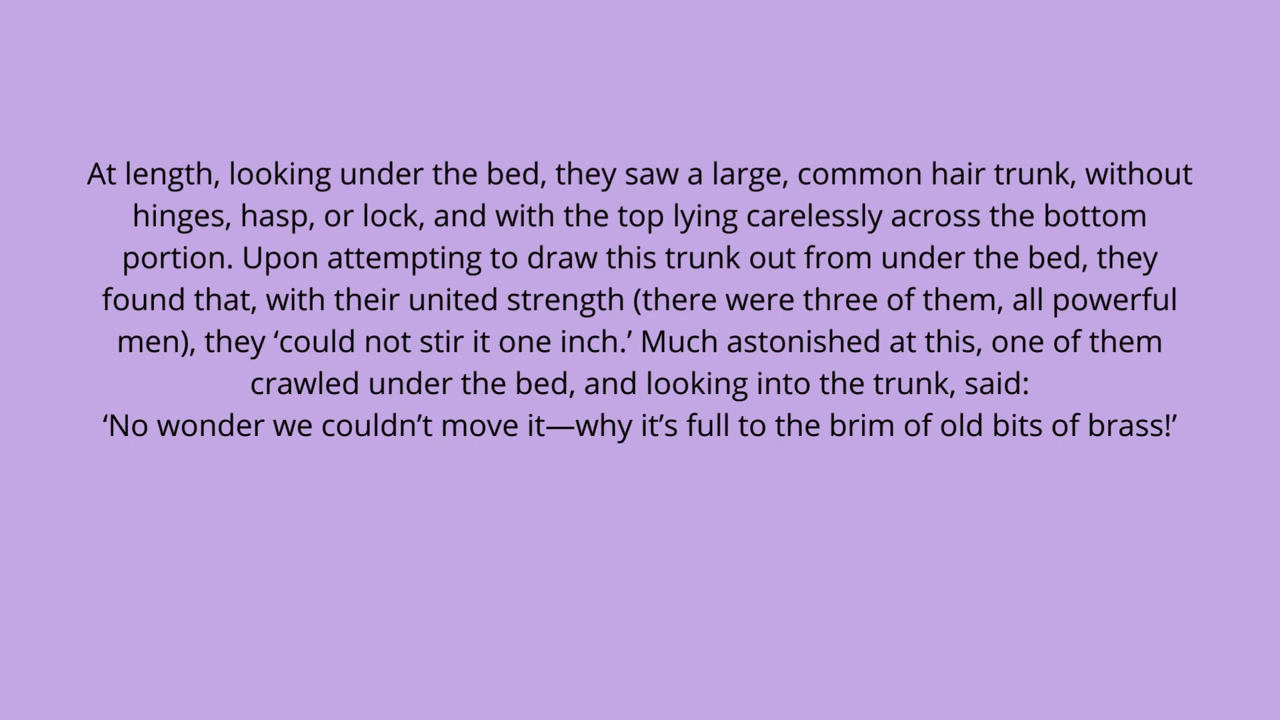 At length, looking under the bed, they saw a large, common hair trunk, without
hinges, hasp, or lock, and with the top lying carelessly across the bottom
portion. Upon attempting to draw this trunk out from under the bed, they
found that, with their united strength (there were three of them, all powerful
men), they ‘could not stir it one inch.’ Much astonished at this, one of them
crawled under the bed, and looking into the trunk, said:
‘No wonder we couldn’t move it—why it’s full to the brim of old bits of brass!’